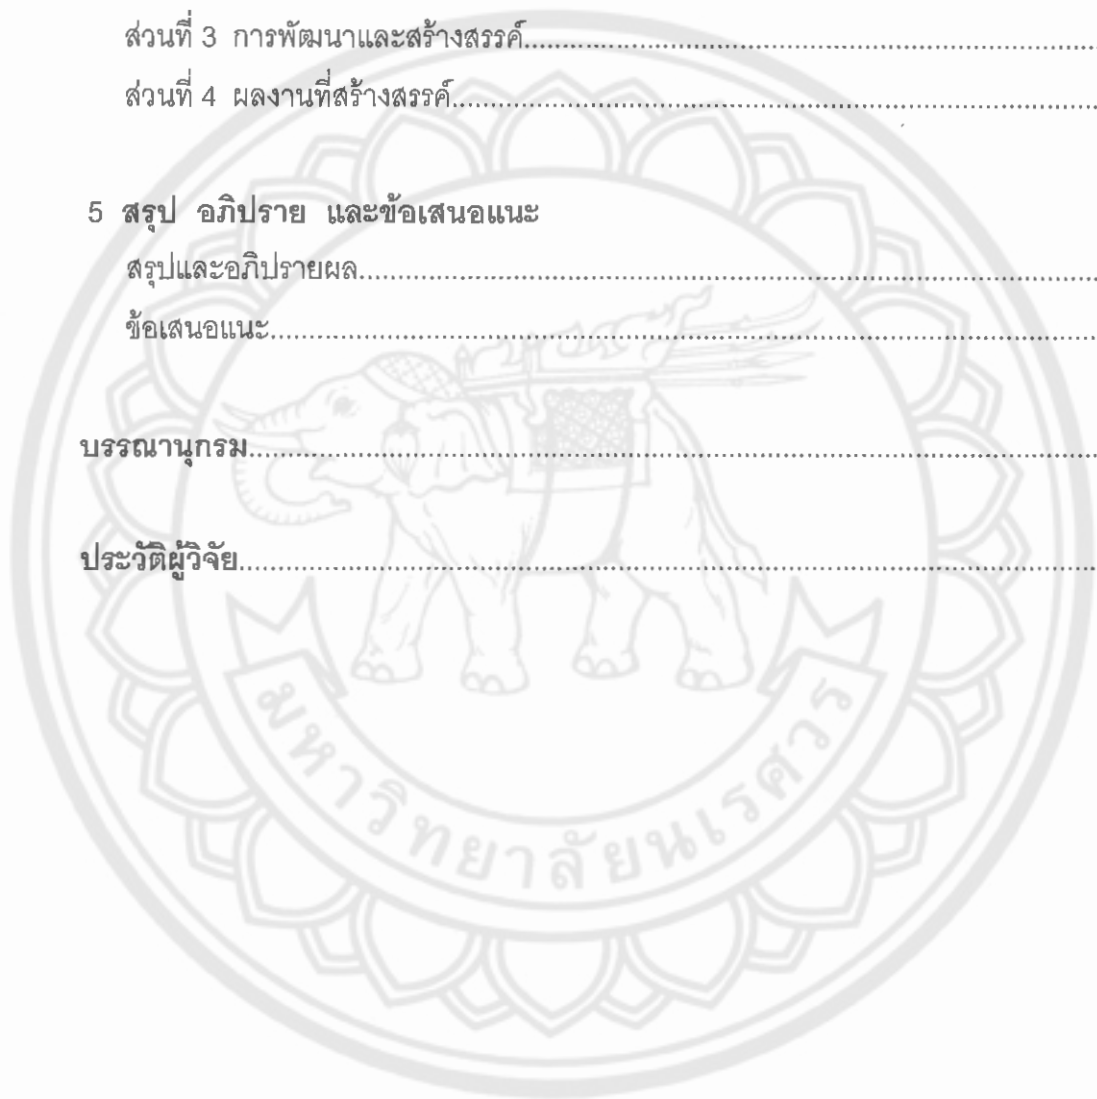 ส่วนที่ 3 การพัฒนาและสร้างสรรค์................................................................
ส่วนที่ 4 ผลงานที่สร้างสรรค์................................................................
5 สรุป อภิปราย และข้อเสนอแนะ
สรุปและอภิปรายผล................................................................
ข้อเสนอแนะ................................................................
บรรณานุกรม................................................................
ประวัติผู้วิจัย................................................................
มหาวิทยาลัยนเรศวร